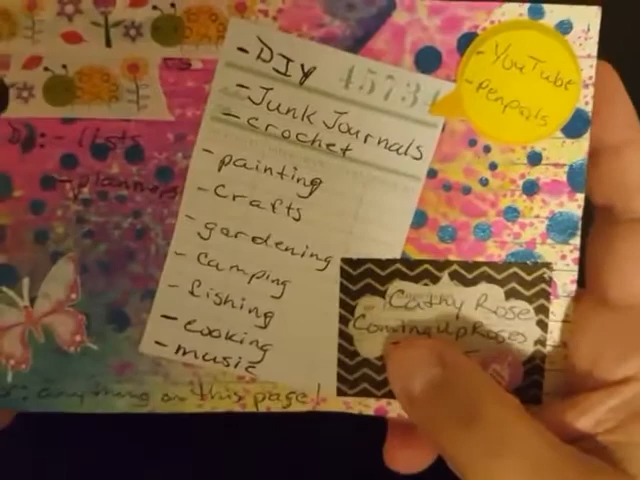 - DIY 45734
- Junk Journals
- crochet
- painting
- crafts
- gardening
- camping
- fishing
- cooking
- music
- YouTube
- penpals
- lists
- planners
Cathy Rose
Coming Up Roses
anything on this page!